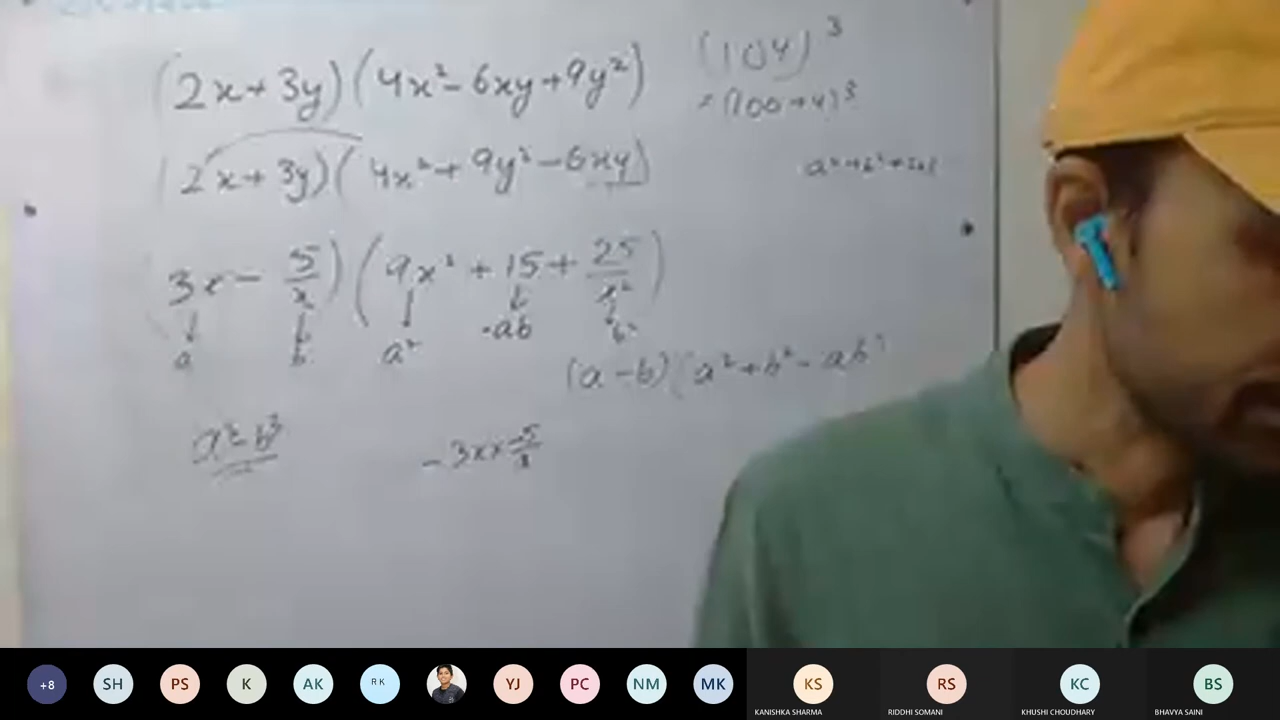 (2x+3y)(4x²-6xy+9y²)
(104)³
=(100+4)³
(2x+3y)(4x²+9y²-6xy)
3x - 5/x)(9x² + 15 + 25/x²)
a b a² -ab b²
(a-b)(a²+b²-ab)
a³-b³
-3x×-5/x
+8 SH PS K AK RK YJ PC NM MK KS RS KC BS
KANISHKA SHARMA RIDDHI SOMANI KHUSHI CHOUDHARY BHAVYA SAINI